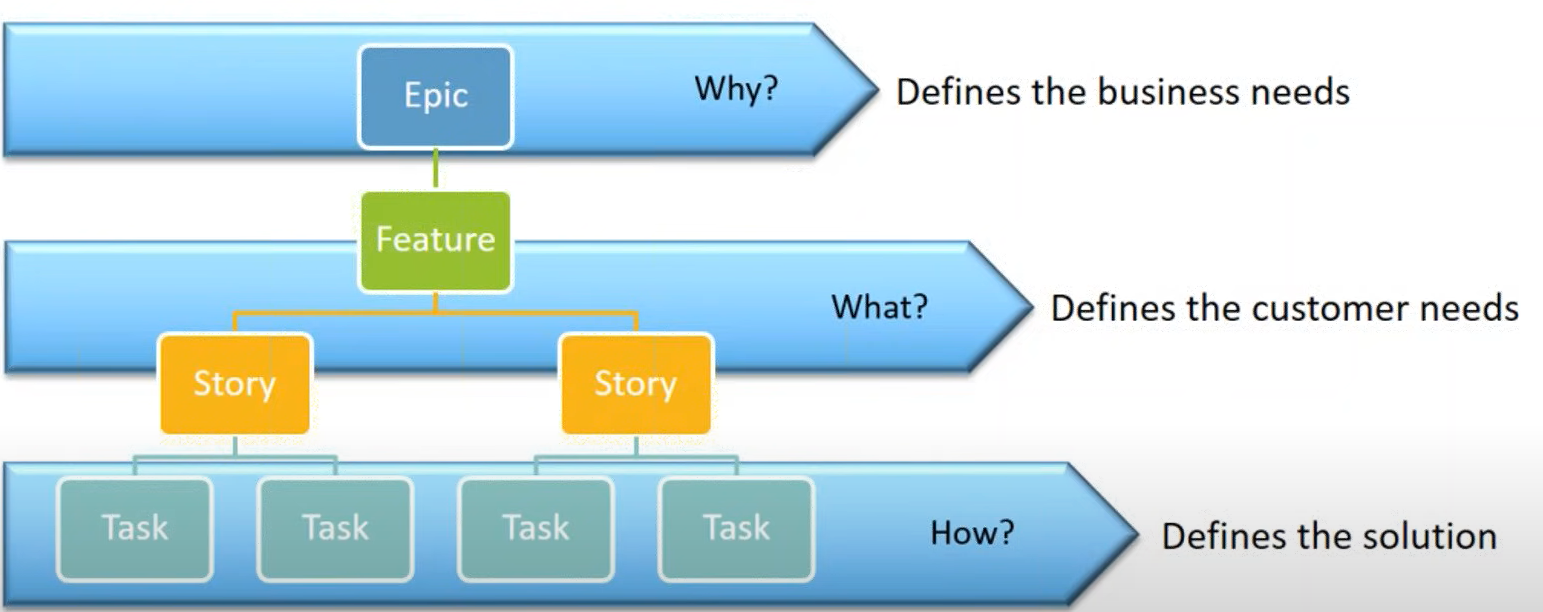 Epic
Why?
Defines the business needs
Feature
What?
Defines the customer needs
Story
Story
Task
Task
Task
Task
How?
Defines the solution